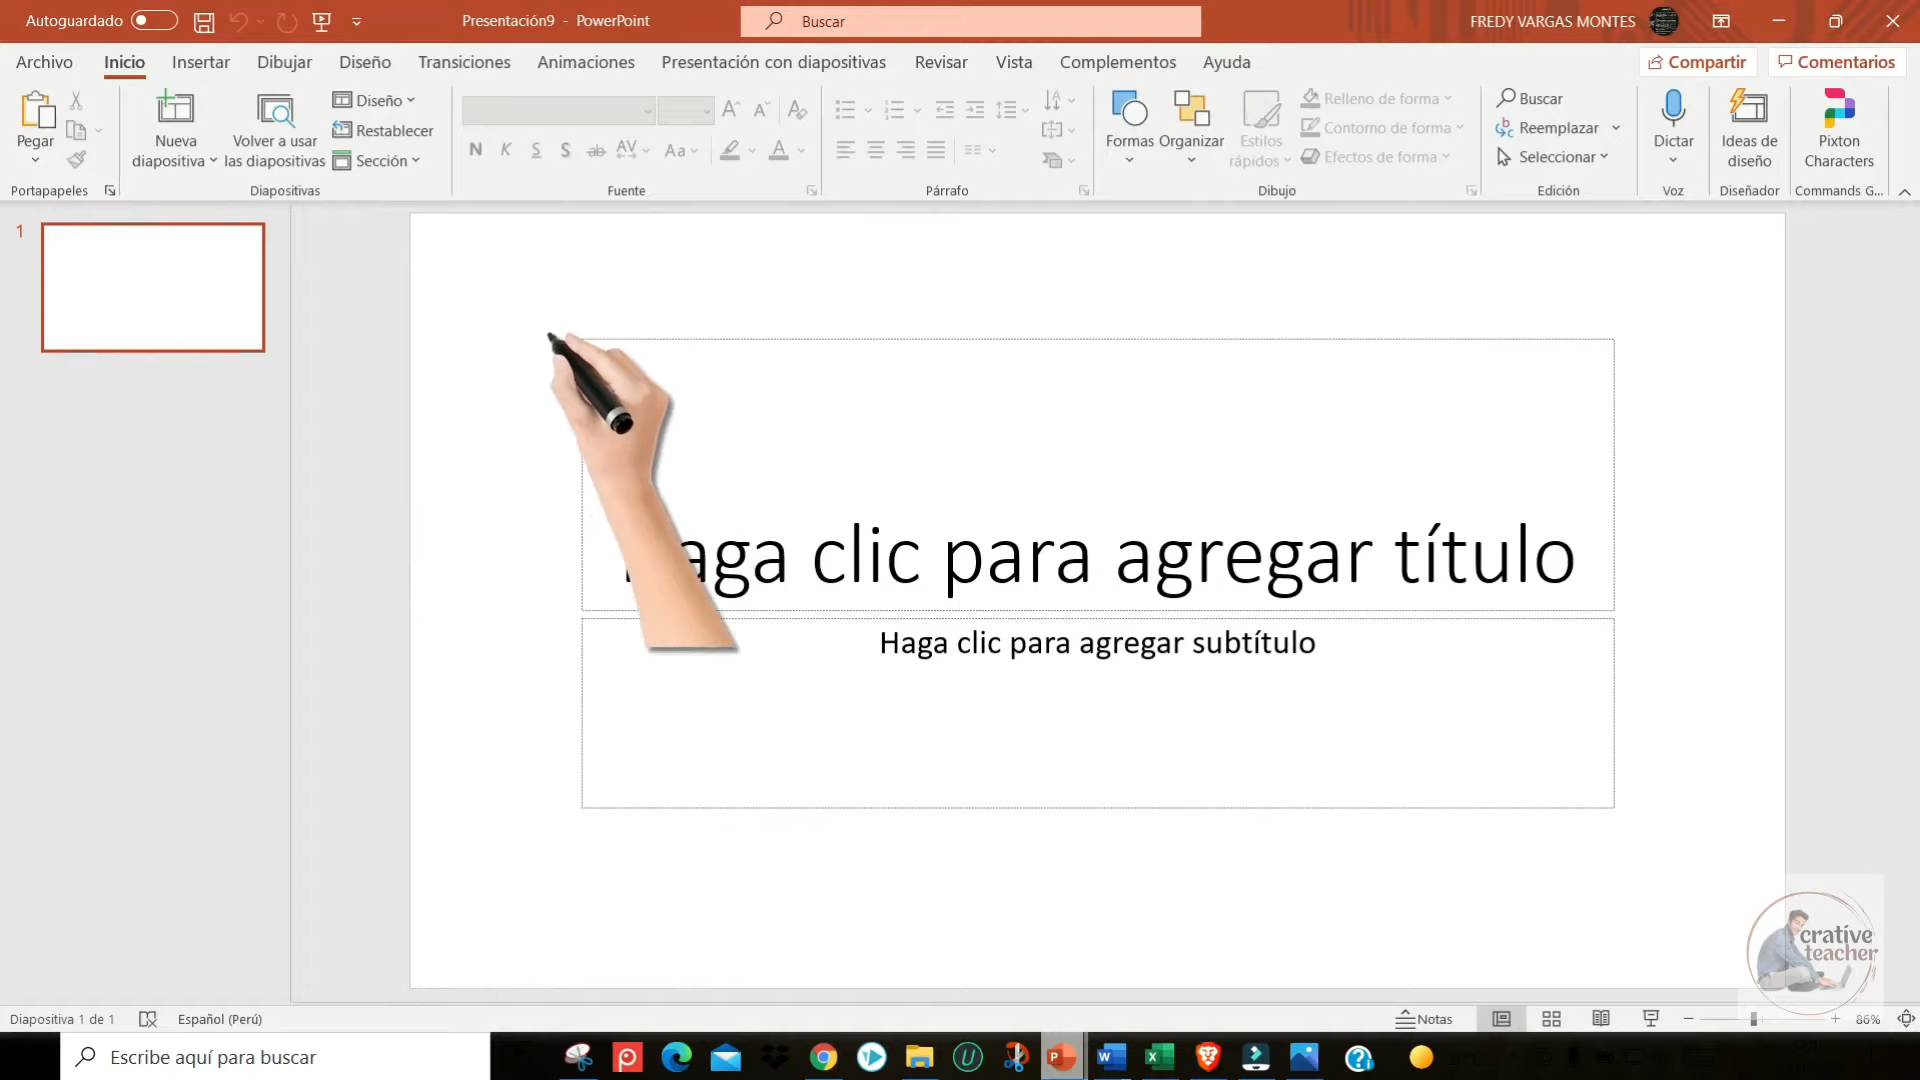 Autoguardado
Presentación9 - PowerPoint
Buscar
FREDY VARGAS MONTES
Archivo Inicio Insertar Dibujar Diseño Transiciones Animaciones Presentación con diapositivas Revisar Vista Complementos Ayuda
Compartir Comentarios
Pegar
Portapapeles
Nueva
diapositiva
Volver a usar
las diapositivas
Diseño
Restablecer
Sección
Diapositivas
N K S S ab AV Aa A
Fuente
Párrafo
Formas
Organizar
Estilos
rápidos
Relleno de forma
Contorno de forma
Efectos de forma
Dibujo
Buscar
Reemplazar
Seleccionar
Edición
Dictar
Voz
Ideas de
diseño
Diseñador
Pixton
Characters
Commands G...
1
aga clic para agregar título
Haga clic para agregar subtítulo
crative
teacher
Diapositiva 1 de 1
Español (Perú)
Notas
86%
Escribe aquí para buscar